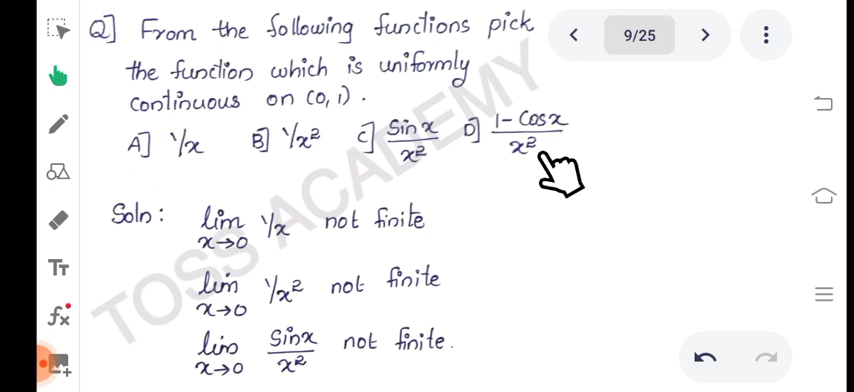 Q] From the following functions pick
the function which is uniformly
continuous on (0, 1).
A] 1/x B] 1/x² C] Sin x / x² D] 1 - Cos x / x²
Soln : lim x→0 1/x not finite
lim x→0 1/x² not finite
lim x→0 Sin x / x² not finite.
TOSS ACADEMY
9/25
TT
fx